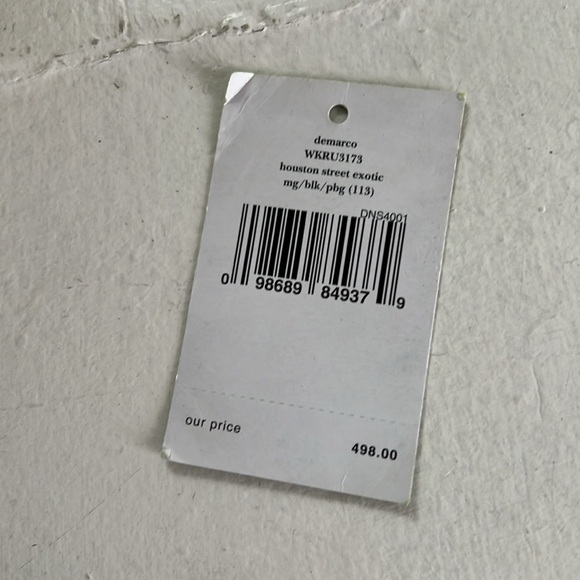 demarco
WKRU3173
houston street exotic
mg/blk/pbg (113)
DNS4001
0 98689 84937 9
our price
498.00